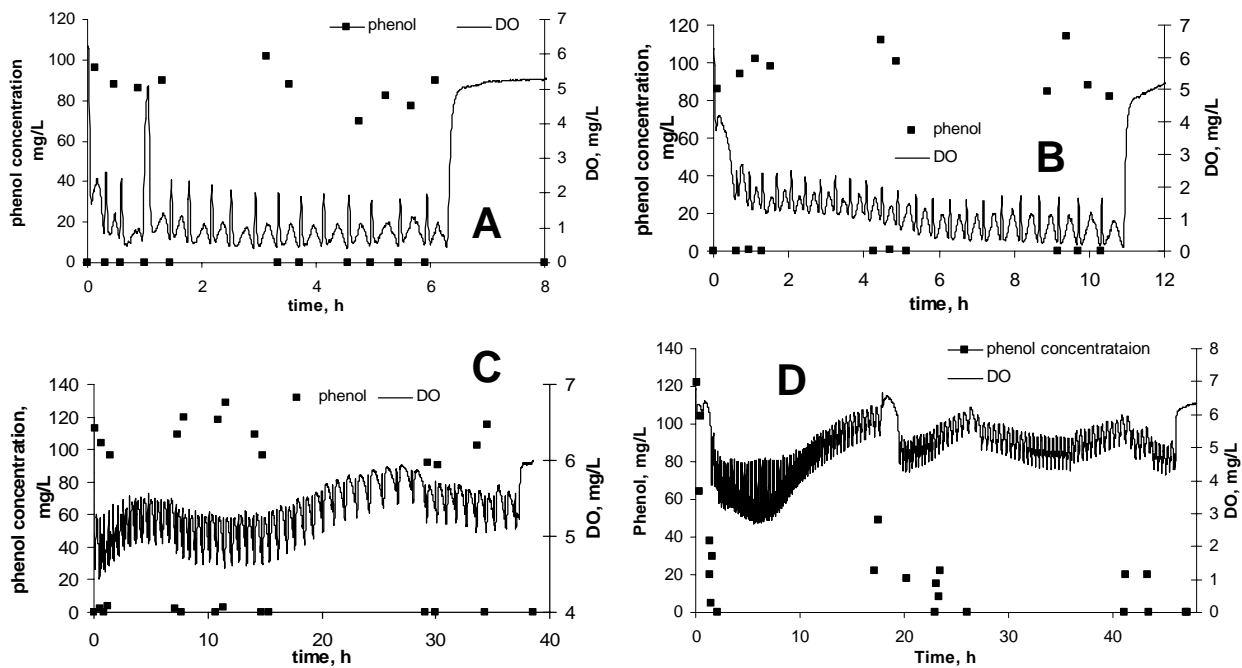 phenol DO
phenol concentration
mg/L
120
100
80
60
40
20
0
7
6
5
4
3
2
1
0
DO, mg/L
A
0 2 4 6 8
time, h
phenol concentration,
mg/L
140
120
100
80
60
40
20
0
7
6
5
4
3
2
1
0
DO, mg/L
phenol
DO
B
0 2 4 6 8 10 12
time, h
C
phenol DO
phenol concentration,
mg/L
140
120
100
80
60
40
20
0
7
6
5
4
DO, mg/L
0 10 20 30 40
time, h
D
phenol concentrataion
DO
Phenol, mg/L
140
120
100
80
60
40
20
0
8
7
6
5
4
3
2
1
0
DO, mg/L
0 10 20 30 40
Time, h